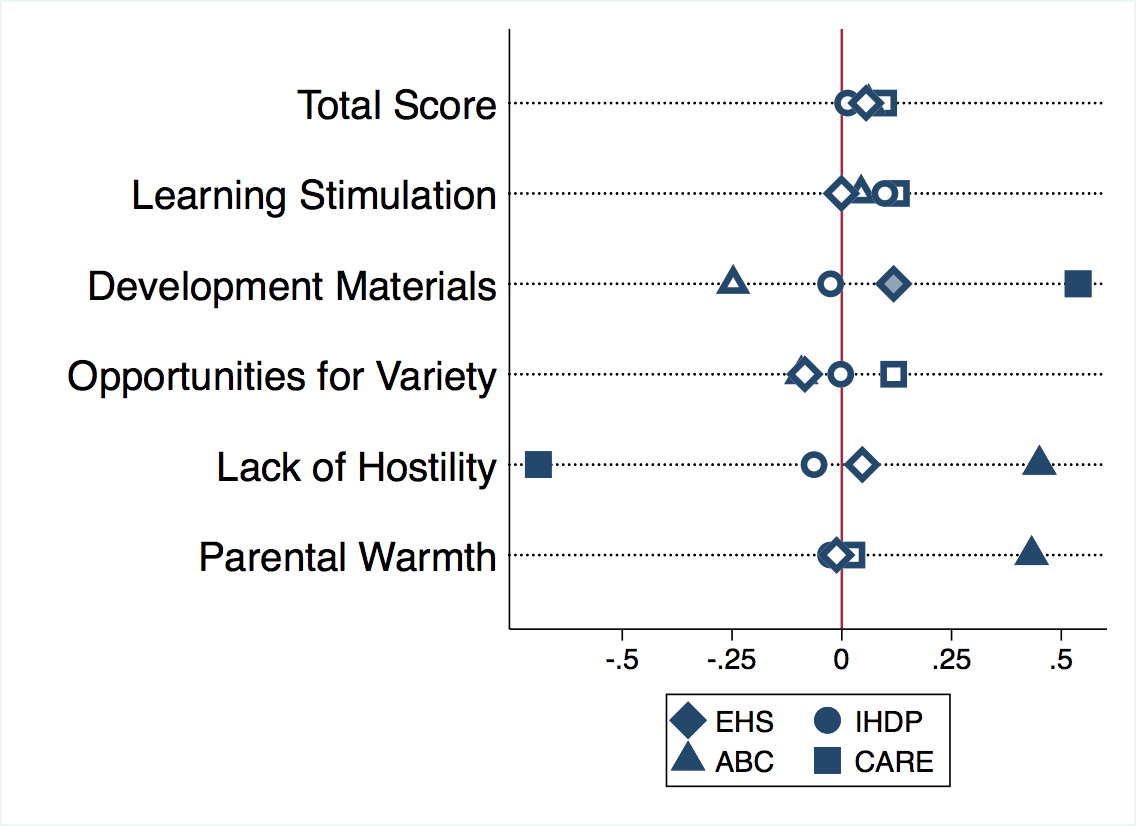 Total Score
Learning Stimulation
Development Materials
Opportunities for Variety
Lack of Hostility
Parental Warmth
-.5 -.25 0 .25 .5
EHS IHDP
ABC CARE